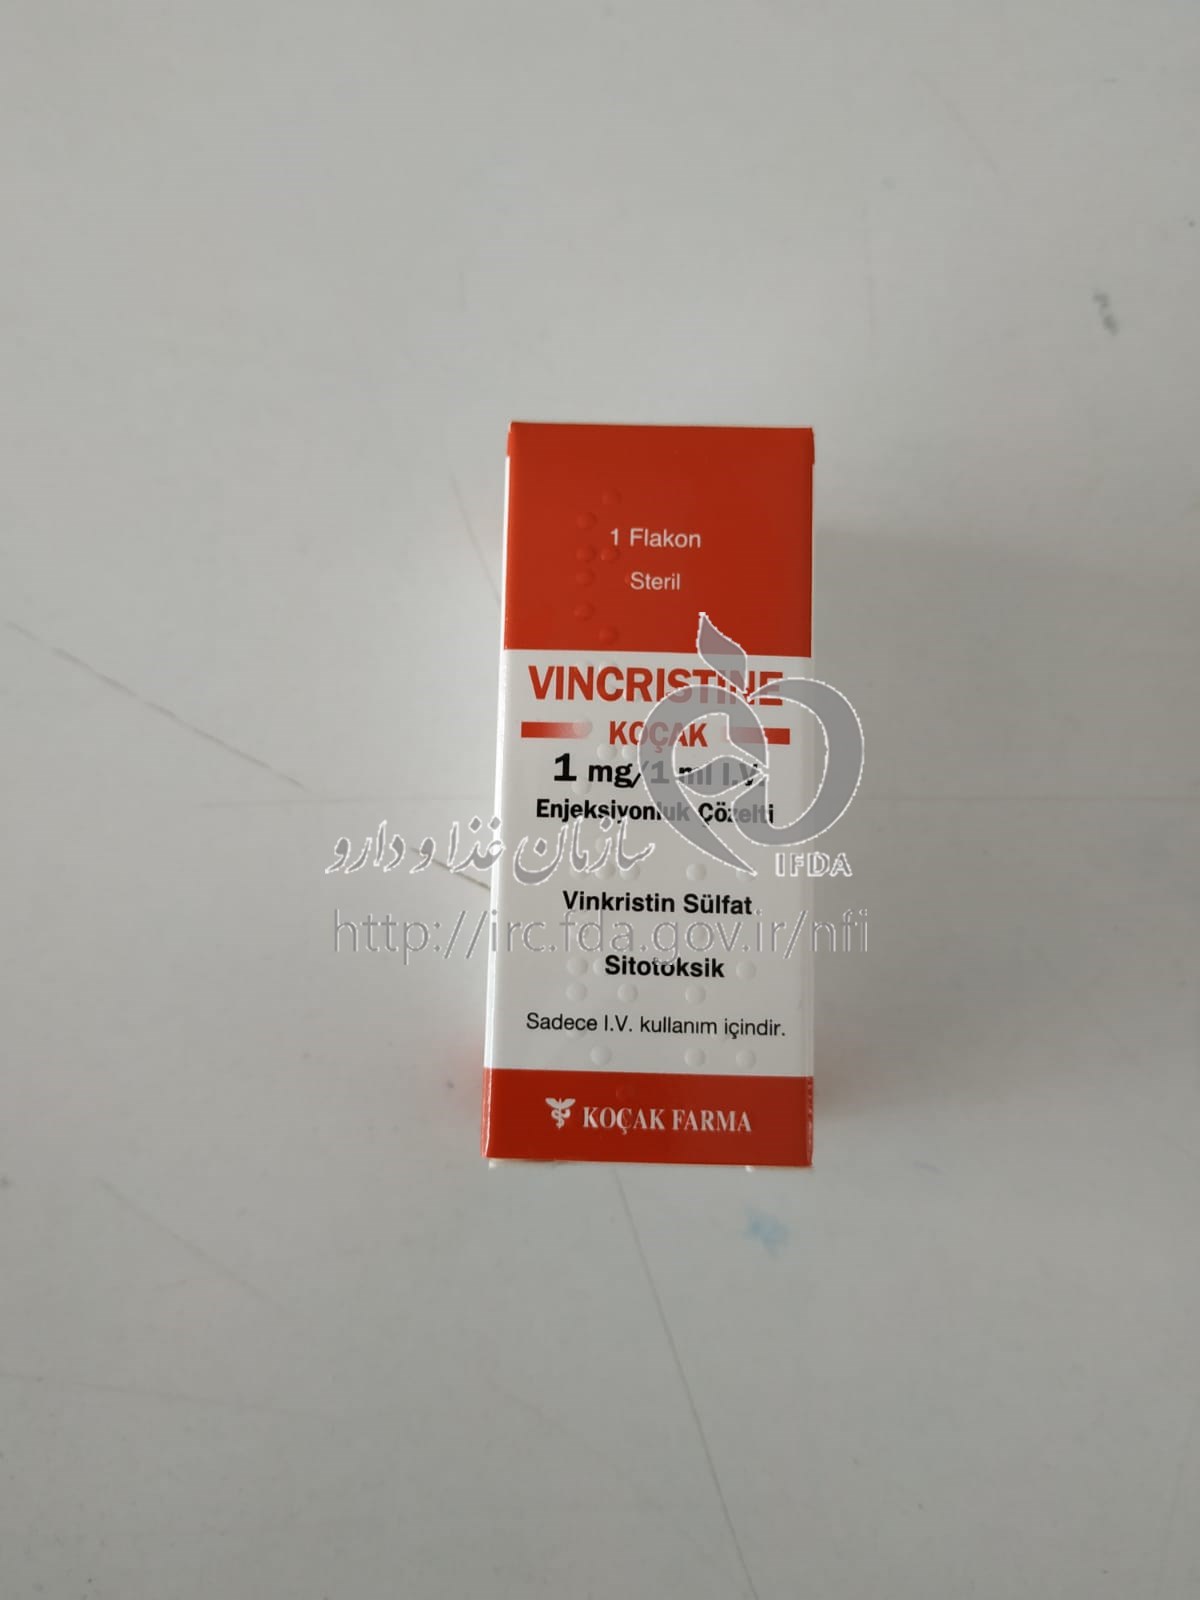 1 Flakon
Steril
VINCRISTINE
KOÇAK
1 mg/1 ml I.V.
Enjeksiyonluk Çözelti
سازمان غذا و دارو
IFDA
Vinkristin Sülfat
http://irc.fda.gov.ir/nfi
Sitotoksik
Sadece I.V. kullanım içindir.
KOÇAK FARMA